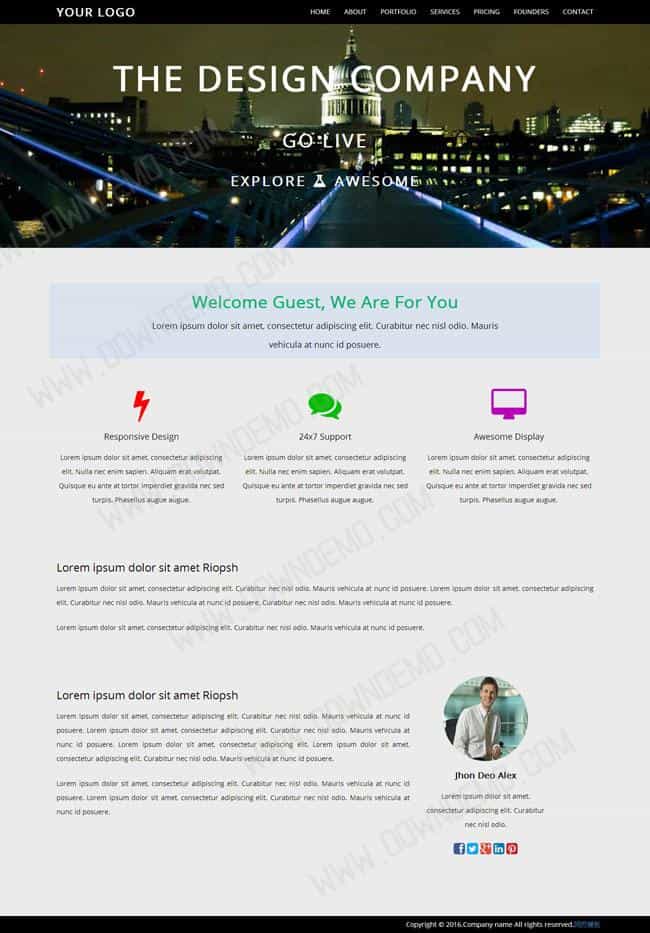 YOUR LOGO
HOME ABOUT PORTFOLIO SERVICES PRICING FOUNDERS CONTACT
THE DESIGN COMPANY
GO LIVE
EXPLORE AWESOME
Welcome Guest, We Are For You
Lorem ipsum dolor sit amet, consectetur adipiscing elit. Curabitur nec nisl odio. Mauris
vehicula at nunc id posuere.
Responsive Design
Lorem ipsum dolor sit amet, consectetur adipiscing
elit. Nulla nec enim sapien. Aliquam erat volutpat.
Quisque eu ante at tortor imperdiet gravida nec sed
turpis. Phasellus augue augue.
24x7 Support
Lorem ipsum dolor sit amet, consectetur adipiscing
elit. Nulla nec enim sapien. Aliquam erat volutpat.
Quisque eu ante at tortor imperdiet gravida nec sed
turpis. Phasellus augue augue.
Awesome Display
Lorem ipsum dolor sit amet, consectetur adipiscing
elit. Nulla nec enim sapien. Aliquam erat volutpat.
Quisque eu ante at tortor imperdiet gravida nec sed
turpis. Phasellus augue augue.
Lorem ipsum dolor sit amet Riopsh
Lorem ipsum dolor sit amet, consectetur adipiscing elit. Curabitur nec nisl odio. Mauris vehicula at nunc id posuere. Lorem ipsum dolor sit amet, consectetur adipiscing
elit. Curabitur nec nisl odio. Mauris vehicula at nunc id posuere. Curabitur nec nisl odio. Mauris vehicula at nunc id posuere.
Lorem ipsum dolor sit amet, consectetur adipiscing elit. Curabitur nec nisl odio. Mauris vehicula at nunc id posuere.
Lorem ipsum dolor sit amet Riopsh
Lorem ipsum dolor sit amet, consectetur adipiscing elit. Curabitur nec nisl odio. Mauris vehicula at nunc id
posuere. Lorem ipsum dolor sit amet, consectetur adipiscing elit. Curabitur nec nisl odio. Mauris vehicula at
nunc id posuere. Lorem ipsum dolor sit amet, consectetur adipiscing elit. Lorem ipsum dolor sit amet,
consectetur adipiscing elit. Curabitur nec nisl odio. Mauris vehicula at nunc id posuere.
Lorem ipsum dolor sit amet, consectetur adipiscing elit. Curabitur nec nisl odio. Mauris vehicula at nunc id
posuere. Lorem ipsum dolor sit amet, consectetur adipiscing elit. Curabitur nec nisl odio. Mauris vehicula at
nunc id posuere.
Jhon Deo Alex
Lorem ipsum dolor sit amet,
consectetur adipiscing elit. Curabitur
nec nisl odio.
Copyright © 2016.Company name All rights reserved.
WWW.DOWNDEMO.COM
WWW.DOWNDEMO.COM
WWW.DOWNDEMO.COM
WWW.DOWNDEMO.COM
WWW.DOWNDEMO.COM